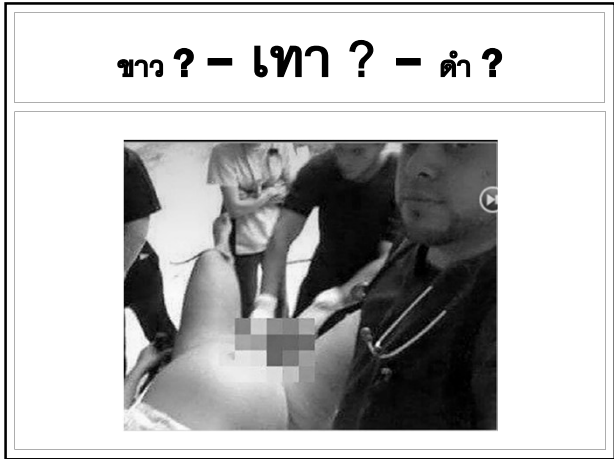 ขาว ? – เทา ? – ดำ ?